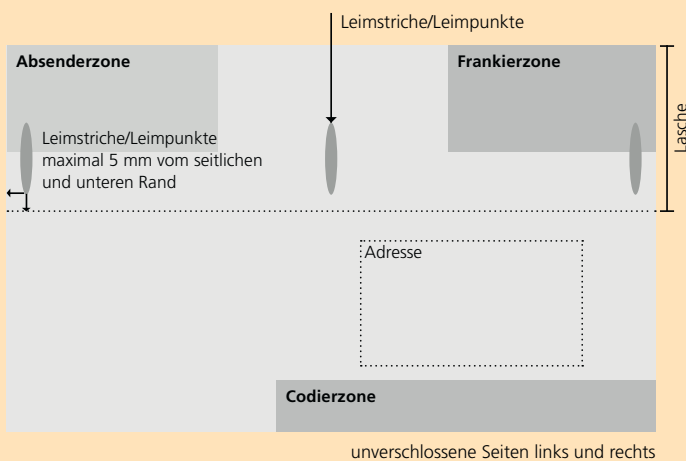 Leimstriche/Leimpunkte
Absenderzone
Frankierzone
Lasche
Leimstriche/Leimpunkte
maximal 5 mm vom seitlichen
und unteren Rand
Adresse
Codierzone
unverschlossene Seiten links und rechts